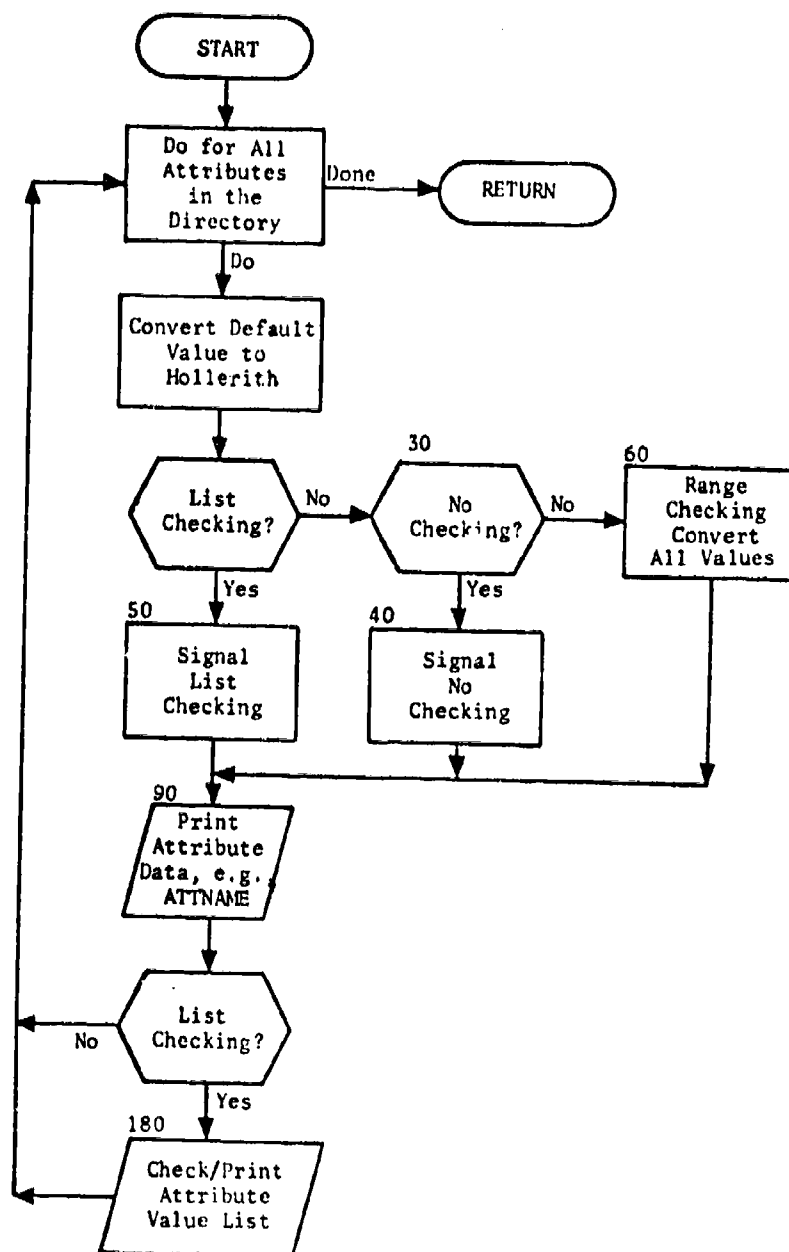 START
Do for All
Attributes
in the
Directory
Done
RETURN
Do
Convert Default
Value to
Hollerith
List
Checking?
No
30
No
Checking?
No
60
Range
Checking
Convert
All Values
Yes
50
Signal
List
Checking
Yes
40
Signal
No
Checking
90
Print
Attribute
Data, e.g.,
ATTNAME
List
Checking?
No
Yes
180
Check/Print
Attribute
Value List